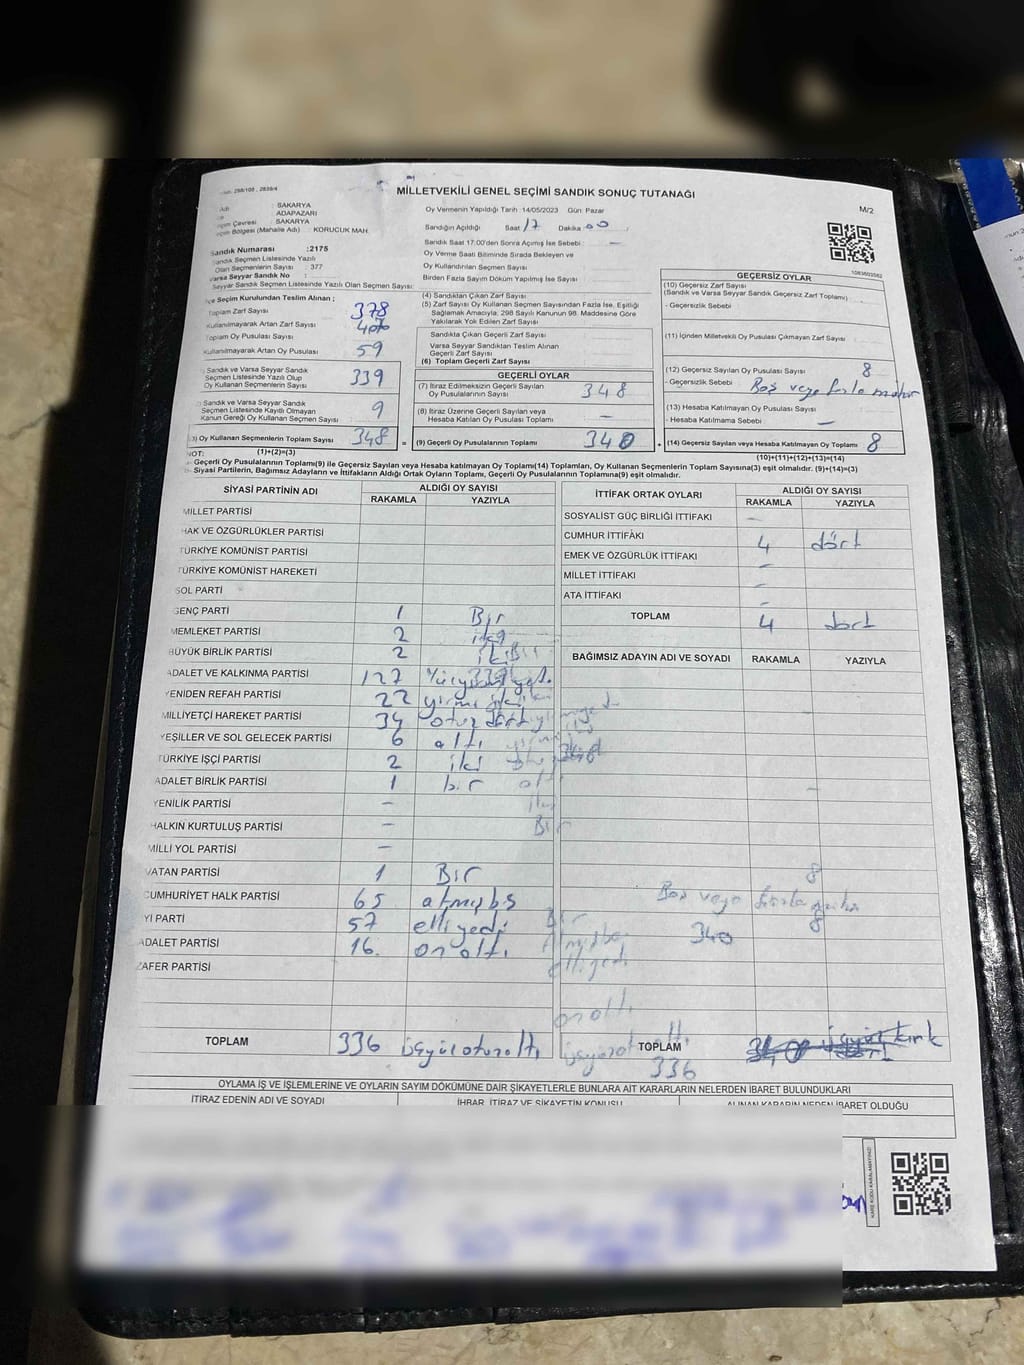 MİLLETVEKİLİ GENEL SEÇİMİ SANDIK SONUÇ TUTANAĞI
M/2
: SAKARYA
: ADAPAZARI
Çevresi : SAKARYA
Bölgesi (Mahalle Adı) : KORUCUK MAH.
Sandık Numarası :2175
Sandık Seçmen Listesinde Yazılı
Olan Seçmenlerin Sayısı : 377
Varsa Seyyar Sandık No :
Seyyar Sandık Seçmen Listesinde Yazılı Olan Seçmen Sayısı:
Oy Vermenin Yapıldığı Tarih :14/05/2023 Gün: Pazar
Sandığın Açıldığı Saat 17 Dakika 00
Sandık Saat 17:00'den Sonra Açılmış İse Sebebi : —
Oy Verme Saati Bitiminde Sırada Bekleyen ve
Oy Kullandırılan Seçmen Sayısı
Birden Fazla Sayım Döküm Yapılmış İse Sayısı
1083603582
İlçe Seçim Kurulundan Teslim Alınan ;
Toplam Zarf Sayısı 378
Kullanılmayarak Artan Zarf Sayısı
Toplam Oy Pusulası Sayısı
Kullanılmayarak Artan Oy Pusulası 59
Sandık ve Varsa Seyyar Sandık
Seçmen Listesinde Yazılı Olup
Oy Kullanan Seçmenlerin Sayısı 339
Sandık ve Varsa Seyyar Sandık
Seçmen Listesinde Kayıtlı Olmayan
Kanun Gereği Oy Kullanan Seçmen Sayısı 9
(3) Oy Kullanan Seçmenlerin Toplam Sayısı 348 =
(1)+(2)=(3)
(4) Sandıktan Çıkan Zarf Sayısı
(5) Zarf Sayısı Oy Kullanan Seçmen Sayısından Fazla İse, Eşitliği
Sağlamak Amacıyla, 298 Sayılı Kanunun 98. Maddesine Göre
Yakılarak Yok Edilen Zarf Sayısı
Sandıkta Çıkan Geçerli Zarf Sayısı
Varsa Seyyar Sandıktan Teslim Alınan
Geçerli Zarf Sayısı
(6) Toplam Geçerli Zarf Sayısı
GEÇERLİ OYLAR
(7) İtiraz Edilmeksizin Geçerli Sayılan
Oy Pusulasının Sayısı 348
(8) İtiraz Üzerine Geçerli Sayılan veya
Hesaba Katılan Oy Pusulası Toplamı —
(9) Geçerli Oy Pusulalarının Toplamı 340 +
GEÇERSİZ OYLAR
(10) Geçersiz Zarf Sayısı
(Sandık ve Varsa Seyyar Sandık Geçersiz Zarf Toplamı)
- Geçersizlik Sebebi :
(11) İçinden Milletvekili Oy Pusulası Çıkmayan Zarf Sayısı
(12) Geçersiz Sayılan Oy Pusulası Sayısı 8
- Geçersizlik Sebebi : Boş veya fazla mühür
(13) Hesaba Katılmayan Oy Pusulası Sayısı
- Hesaba Katılmama Sebebi : —
(14) Geçersiz Sayılan veya Hesaba Katılmayan Oy Toplamı 8
(10)+(11)+(12)+(13)=(14)
NOT:
- Geçerli Oy Pusulalarının Toplamı(9) ile Geçersiz Sayılan veya Hesaba katılmayan Oy Toplamı(14) Toplamları, Oy Kullanan Seçmenlerin Toplam Sayısına(3) eşit olmalıdır. (9)+(14)=(3)
- Siyasi Partilerin, Bağımsız Adayların ve İttifakların Aldığı Ortak Oyların Toplamı, Geçerli Oy Pusulalarının Toplamına(9) eşit olmalıdır.
SİYASİ PARTİNİN ADI ALDIĞI OY SAYISI
RAKAMLA YAZIYLA
MİLLET PARTİSİ
HAK VE ÖZGÜRLÜKLER PARTİSİ
TÜRKİYE KOMÜNİST PARTİSİ
TÜRKİYE KOMÜNİST HAREKETİ
SOL PARTİ
GENÇ PARTİ 1 Bir
MEMLEKET PARTİSİ 2 iki
BÜYÜK BİRLİK PARTİSİ 2 iki
ADALET VE KALKINMA PARTİSİ 127
YENİDEN REFAH PARTİSİ 22 yirmi iki
MİLLİYETÇİ HAREKET PARTİSİ 34 otuz dört
YEŞİLLER VE SOL GELECEK PARTİSİ 6 altı
TÜRKİYE İŞÇİ PARTİSİ 2 iki
ADALET BİRLİK PARTİSİ 1 bir
YENİLİK PARTİSİ —
HALKIN KURTULUŞ PARTİSİ —
MİLLİ YOL PARTİSİ —
VATAN PARTİSİ 1 Bir
CUMHURİYET HALK PARTİSİ 65 atmışbş
İYİ PARTİ 57 elliyedi
ADALET PARTİSİ 16. on altı
ZAFER PARTİSİ
TOPLAM 336 üçyüzotuzaltı
İTTİFAK ORTAK OYLARI ALDIĞI OY SAYISI
RAKAMLA YAZIYLA
SOSYALİST GÜÇ BİRLİĞİ İTTİFAKI —
CUMHUR İTTİFAKI 4 dört
EMEK VE ÖZGÜRLÜK İTTİFAKI —
MİLLET İTTİFAKI —
ATA İTTİFAKI —
TOPLAM 4 dört
BAĞIMSIZ ADAYIN ADI VE SOYADI RAKAMLA YAZIYLA
8
Boş veya fazla mühür
8
340
TOPLAM
336
OYLAMA İŞ VE İŞLEMLERİNE VE OYLARIN SAYIM DÖKÜMÜNE DAİR ŞİKAYETLERLE BUNLARA AİT KARARLARIN NELERDEN İBARET BULUNDUKLARI
İTİRAZ EDENİN ADI VE SOYADI İHBAR, İTİRAZ VE ŞİKAYETİN KONUSU ALINAN KARARIN NEDEN İBARET OLDUĞU
KARE KODU KARALAMAYINIZ!